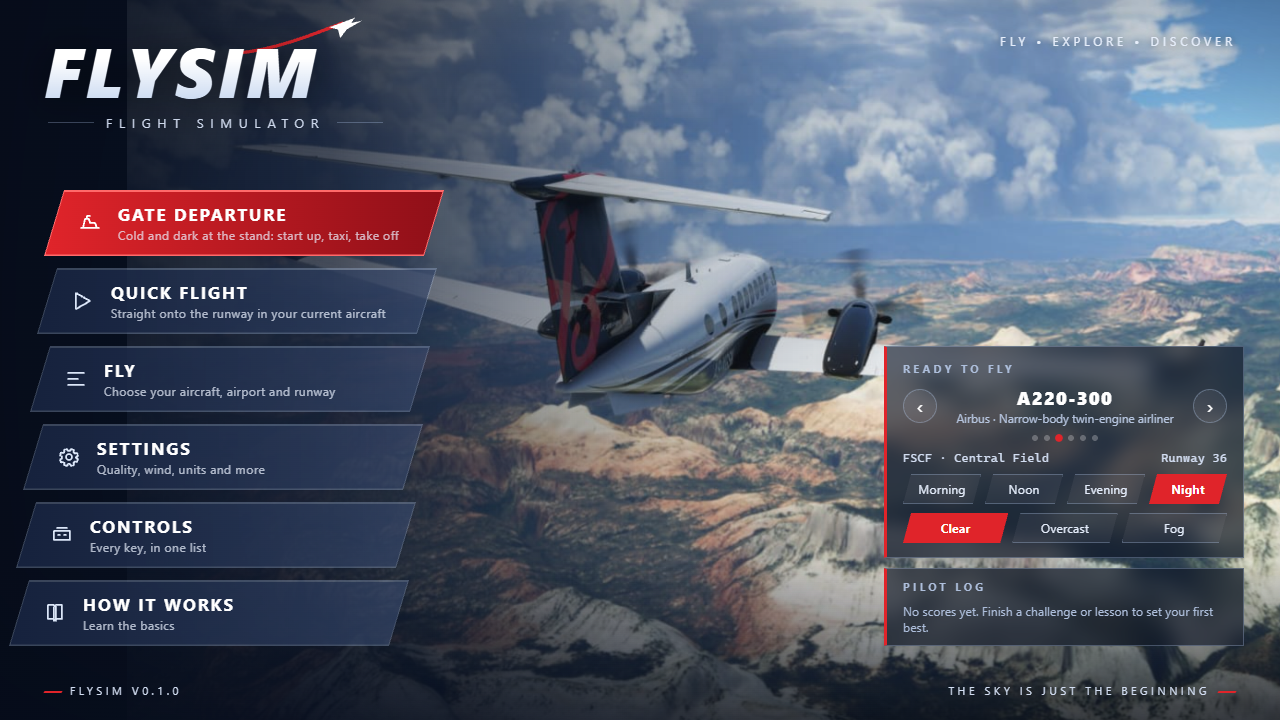 FLYSIM
FLIGHT SIMULATOR
FLY • EXPLORE • DISCOVER
GATE DEPARTURE
Cold and dark at the stand: start up, taxi, take off
QUICK FLIGHT
Straight onto the runway in your current aircraft
FLY
Choose your aircraft, airport and runway
SETTINGS
Quality, wind, units and more
CONTROLS
Every key, in one list
HOW IT WORKS
Learn the basics
READY TO FLY
A220-300
Airbus · Narrow-body twin-engine airliner
FSCF · Central Field Runway 36
Morning Noon Evening Night
Clear Overcast Fog
PILOT LOG
No scores yet. Finish a challenge or lesson to set your first
best.
FLYSIM V0.1.0
THE SKY IS JUST THE BEGINNING